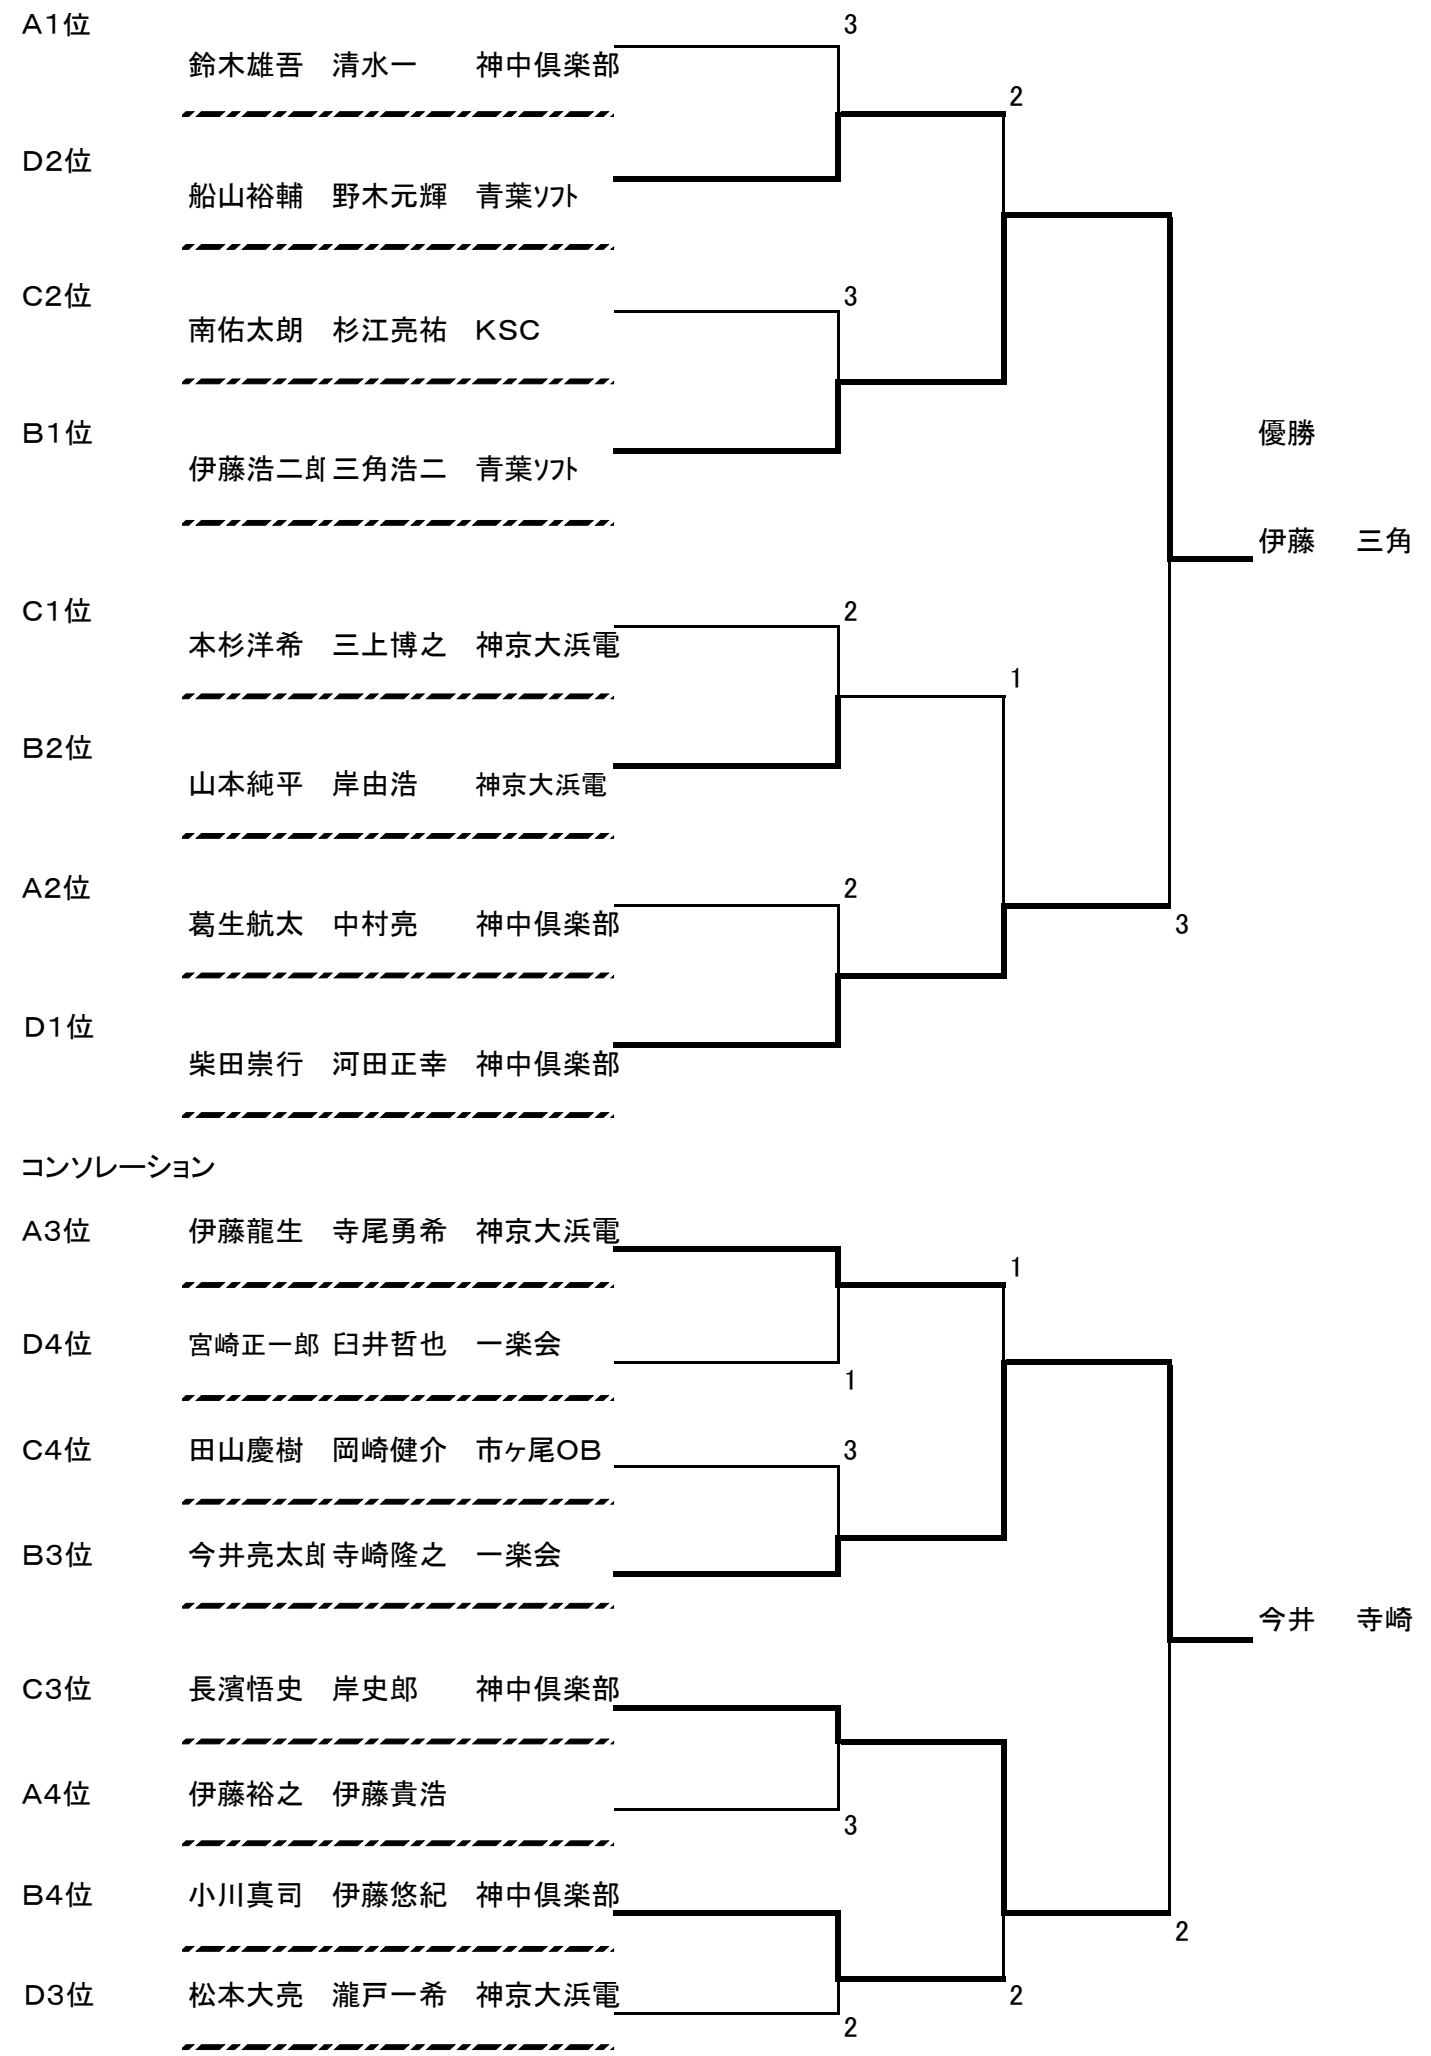 A1位
3
鈴木雄吾 清水一 神中倶楽部
2
D2位
船山裕輔 野木元輝 青葉ｿﾌﾄ
C2位
3
南佑太朗 杉江亮祐 KSC
B1位
優勝
伊藤浩二郎 三角浩二 青葉ｿﾌﾄ
伊藤 三角
C1位
2
本杉洋希 三上博之 神京大浜電
1
B2位
山本純平 岸由浩 神京大浜電
A2位
2
葛生航太 中村亮 神中倶楽部
3
D1位
柴田崇行 河田正幸 神中倶楽部
コンソレーション
A3位 伊藤龍生 寺尾勇希 神京大浜電
1
D4位 宮崎正一郎 臼井哲也 一楽会
1
C4位 田山慶樹 岡崎健介 市ヶ尾OB 3
B3位 今井亮太郎 寺崎隆之 一楽会
今井 寺崎
C3位 長濱悟史 岸史郎 神中倶楽部
A4位 伊藤裕之 伊藤貴浩
3
B4位 小川真司 伊藤悠紀 神中倶楽部
2
D3位 松本大亮 瀧戸一希 神京大浜電 2
2